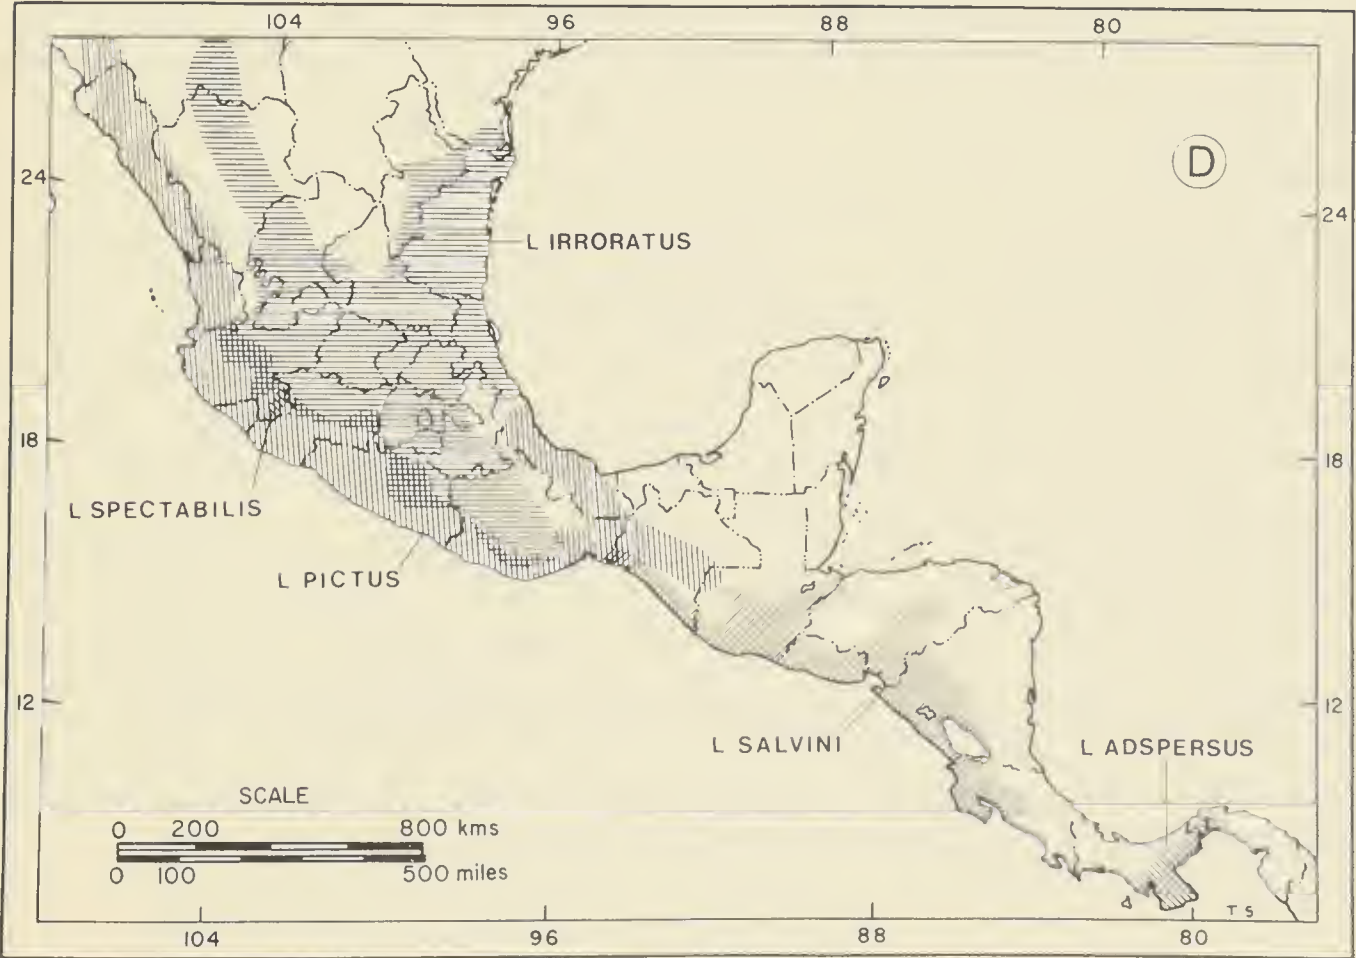 104 96 88 80
D
24 24
L IRRORATUS
18 18
L SPECTABILIS
L PICTUS
12 12
L SALVINI
L ADSPERSUS
SCALE
0 200 800 kms
0 100 500 miles
T S
104 96 88 80